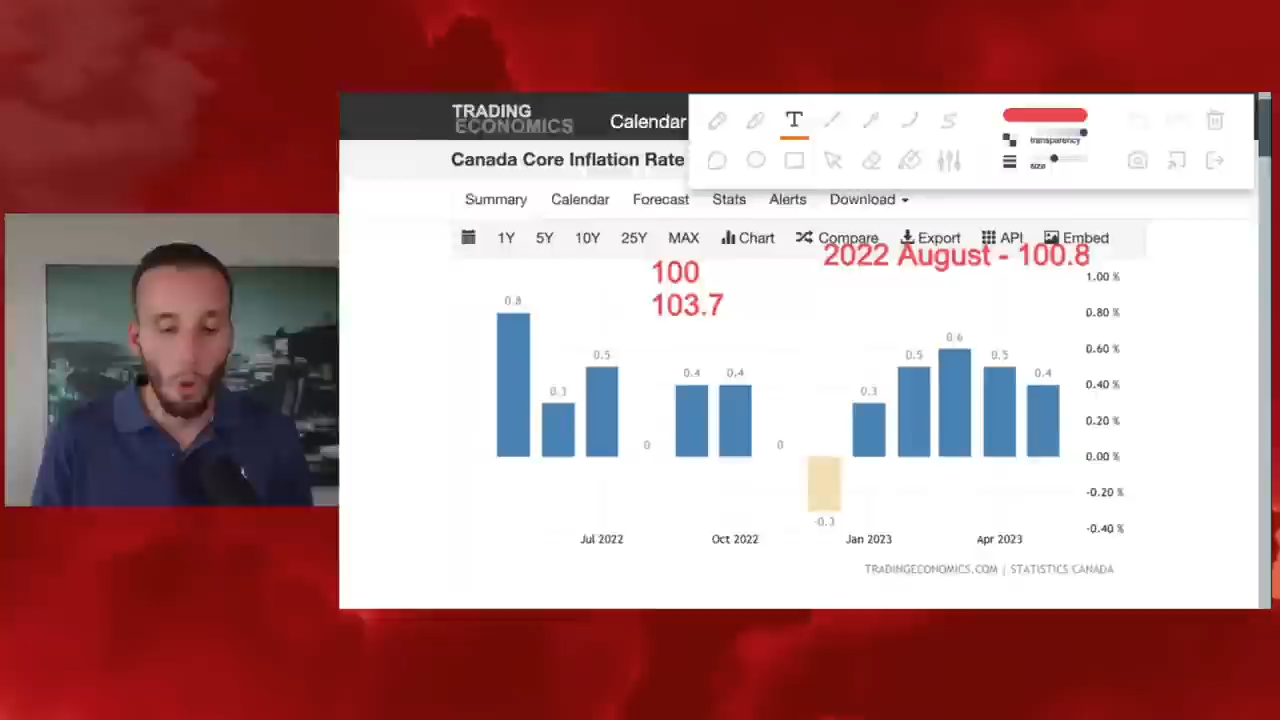 TRADING
ECONOMICS
Calendar
Canada Core Inflation Rate
transparency
size
Summary Calendar Forecast Stats Alerts Download
1Y 5Y 10Y 25Y MAX Chart Compare Export API Embed
2022 August - 100.8
100
103.7
1.00 %
0.80 %
0.60 %
0.40 %
0.20 %
0.00 %
-0.20 %
-0.40 %
0.8
0.3
0.5
0
0.4
0.4
0
-0.3
0.3
0.5
0.6
0.5
0.4
Jul 2022 Oct 2022 Jan 2023 Apr 2023
TRADINGECONOMICS.COM | STATISTICS CANADA